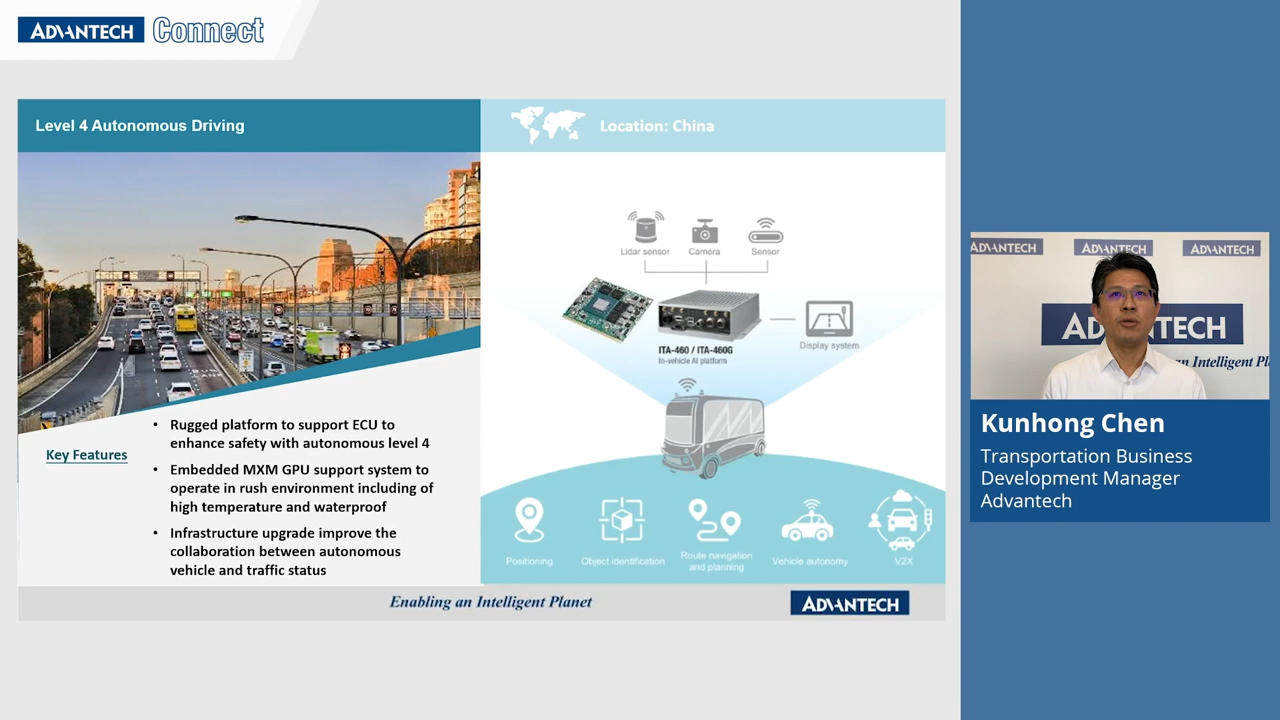 ADVANTECH Connect
Level 4 Autonomous Driving
Location: China
Lidar sensor
Camera
Sensor
ITA-460 / ITA-460G
In-vehicle AI platform
Display system
Key Features
• Rugged platform to support ECU to
enhance safety with autonomous level 4
• Embedded MXM GPU support system to
operate in rush environment including of
high temperature and waterproof
• Infrastructure upgrade improve the
collaboration between autonomous
vehicle and traffic status
Positioning
Object identification
Route navigation
and planning
Vehicle autonomy
V2X
Enabling an Intelligent Planet
ADVANTECH
ADVANTECH
ADVANTECH
ADVANTECH
ADVANTECH
an Intelligent Pl
Kunhong Chen
Transportation Business
Development Manager
Advantech